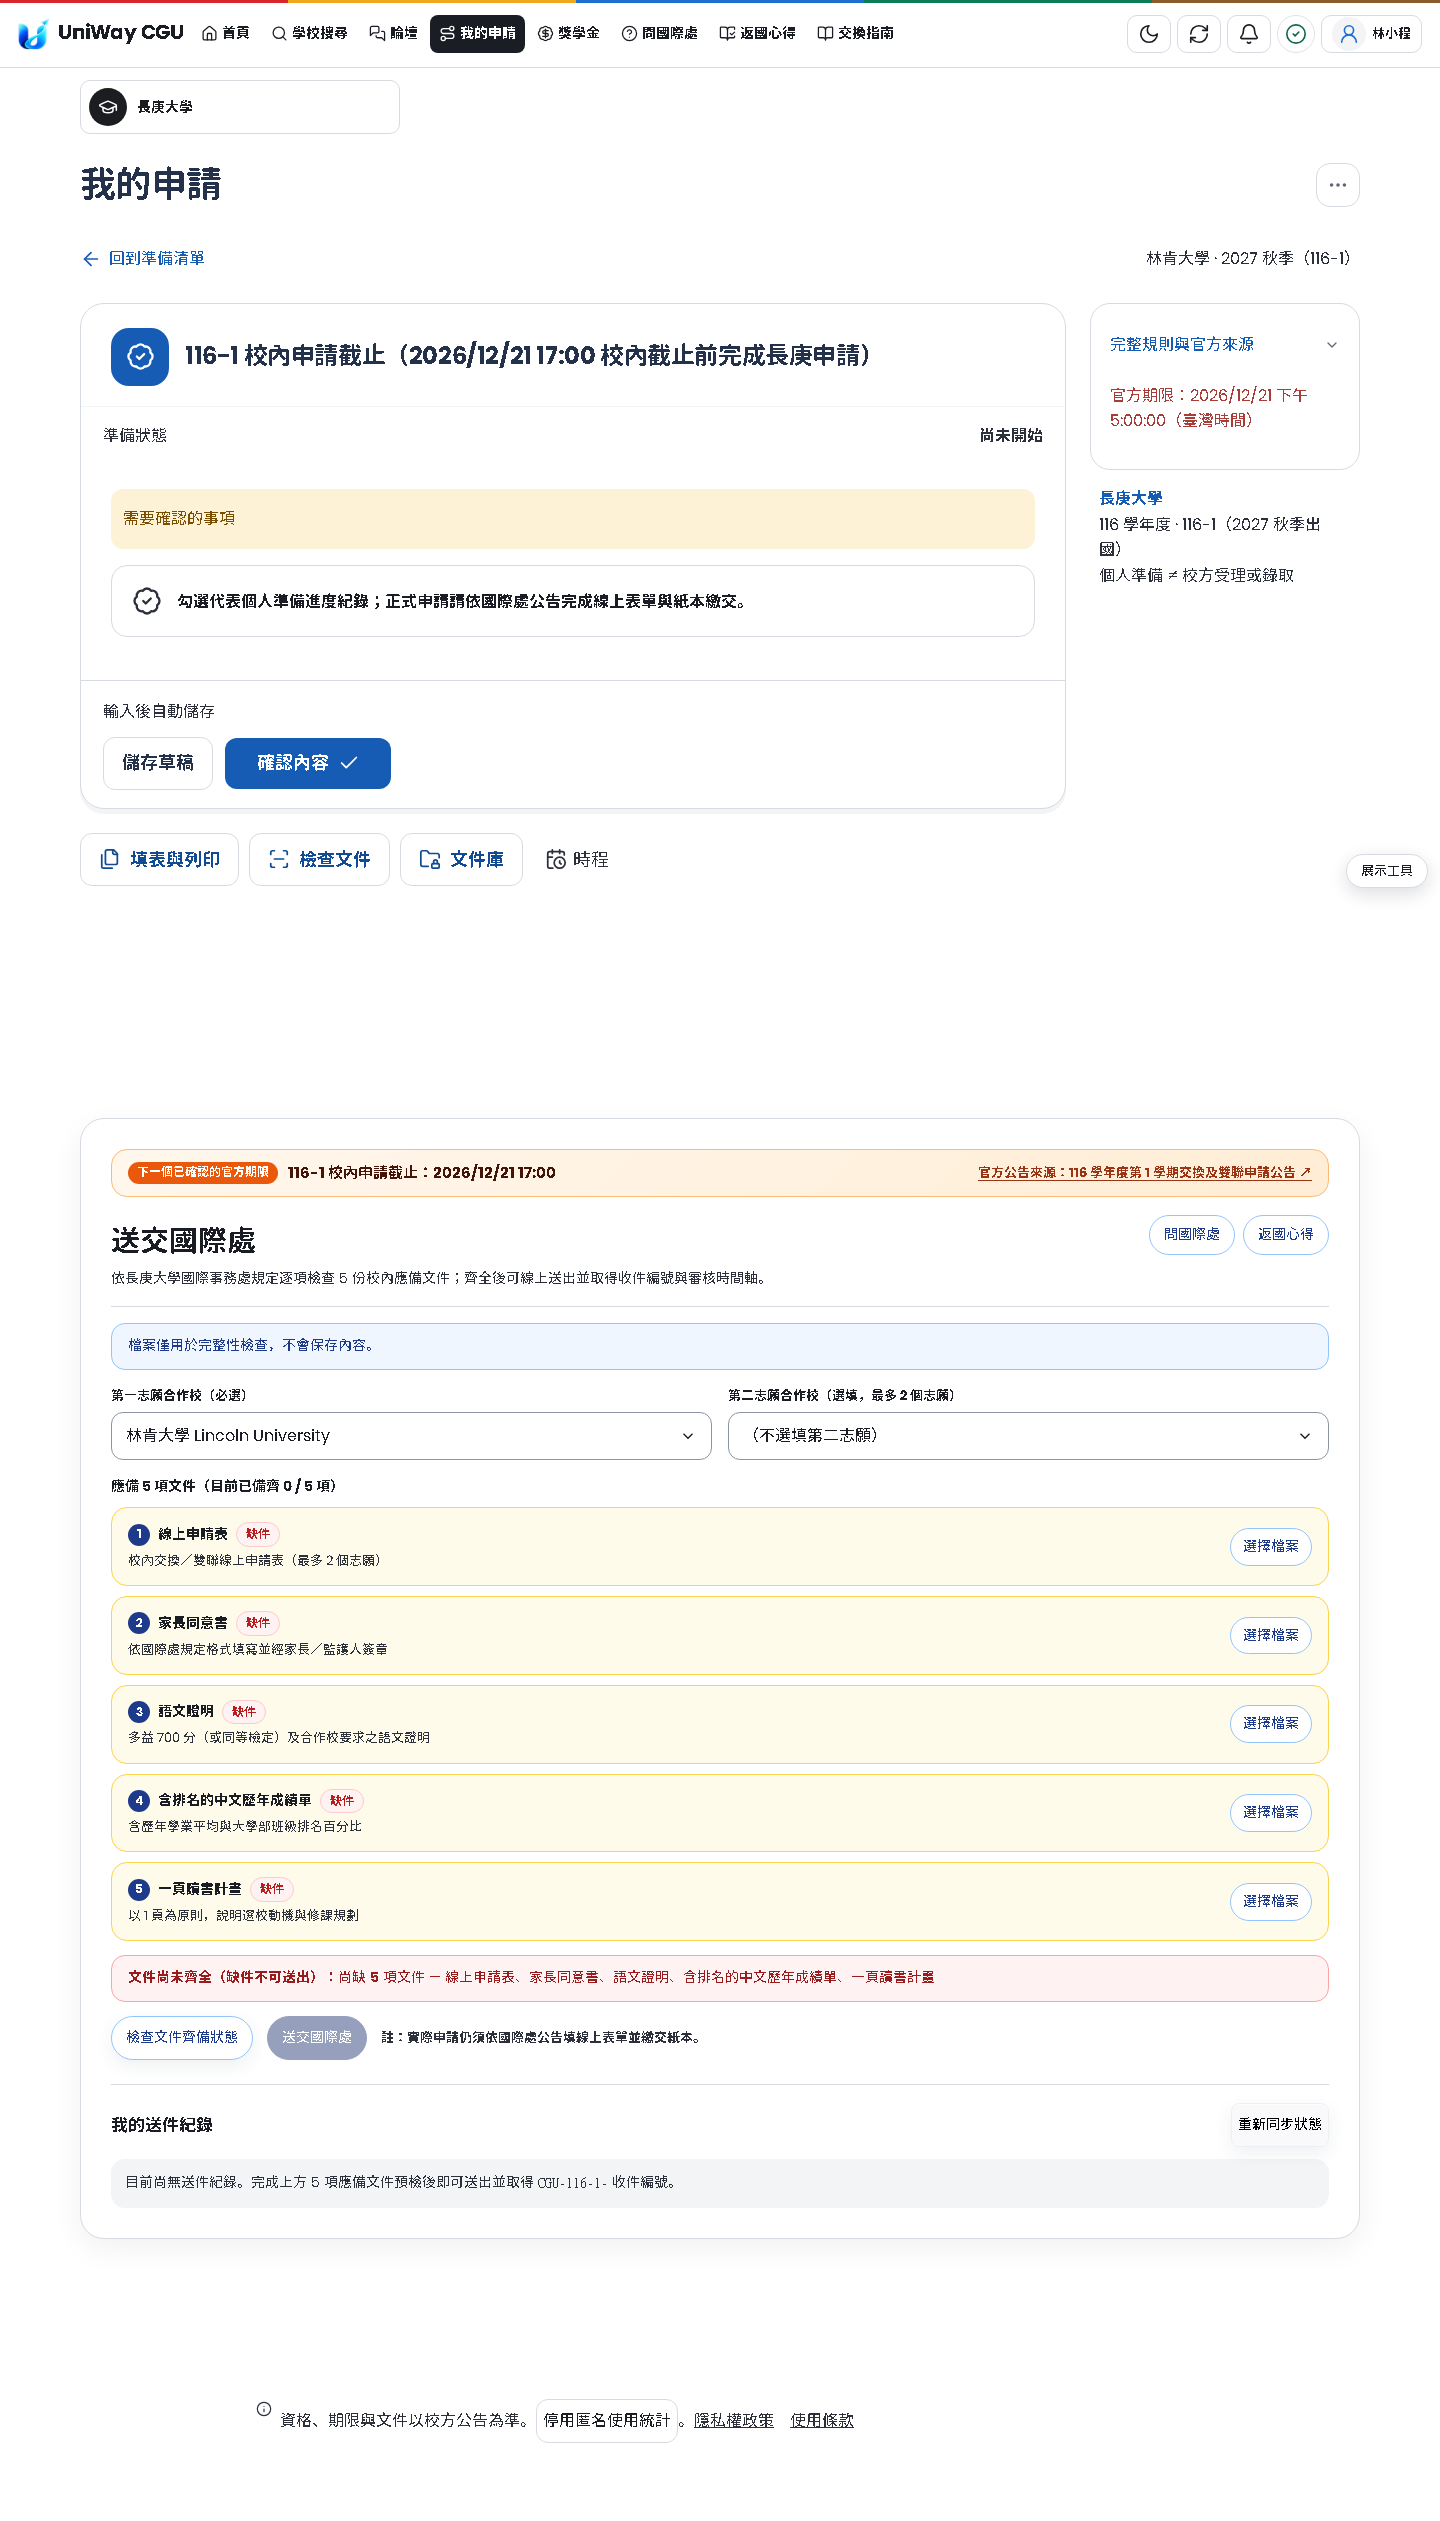 UniWay CGU 首頁 學校搜尋 論壇 我的申請 獎學金 問國際處 返國心得 交換指南 林小程
長庚大學
我的申請
回到準備清單
林肯大學 · 2027 秋季（116-1）
116-1 校內申請截止（2026/12/21 17:00 校內截止前完成長庚申請）
準備狀態 尚未開始
需要確認的事項
勾選代表個人準備進度紀錄；正式申請請依國際處公告完成線上表單與紙本繳交。
輸入後自動儲存
儲存草稿 確認內容
完整規則與官方來源
官方期限：2026/12/21 下午
5:00:00（臺灣時間）
長庚大學
116 學年度 · 116-1（2027 秋季出
國）
個人準備 ≠ 校方受理或錄取
填表與列印 檢查文件 文件庫 時程
展示工具
下一個已確認的官方期限 116-1 校內申請截止：2026/12/21 17:00 官方公告來源：116 學年度第 1 學期交換及雙聯申請公告 ↗
送交國際處
問國際處 返國心得
依長庚大學國際事務處規定逐項檢查 5 份校內應備文件；齊全後可線上送出並取得收件編號與審核時間軸。
檔案僅用於完整性檢查，不會保存內容。
第一志願合作校（必選） 第二志願合作校（選填，最多 2 個志願）
林肯大學 Lincoln University （不選填第二志願）
應備 5 項文件（目前已備齊 0 / 5 項）
1 線上申請表 缺件
校內交換／雙聯線上申請表（最多 2 個志願）
選擇檔案
2 家長同意書 缺件
依國際處規定格式填寫並經家長／監護人簽章
選擇檔案
3 語文證明 缺件
多益 700 分（或同等檢定）及合作校要求之語文證明
選擇檔案
4 含排名的中文歷年成績單 缺件
含歷年學業平均與大學部班級排名百分比
選擇檔案
5 一頁讀書計畫 缺件
以 1 頁為原則，說明選校動機與修課規劃
選擇檔案
文件尚未齊全（缺件不可送出）：尚缺 5 項文件 — 線上申請表、家長同意書、語文證明、含排名的中文歷年成績單、一頁讀書計畫
檢查文件齊備狀態 送交國際處 註：實際申請仍須依國際處公告填線上表單並繳交紙本。
我的送件紀錄 重新同步狀態
目前尚無送件紀錄。完成上方 5 項應備文件預檢後即可送出並取得 CGU-116-1- 收件編號。
資格、期限與文件以校方公告為準。 停用匿名使用統計 。隱私權政策 使用條款